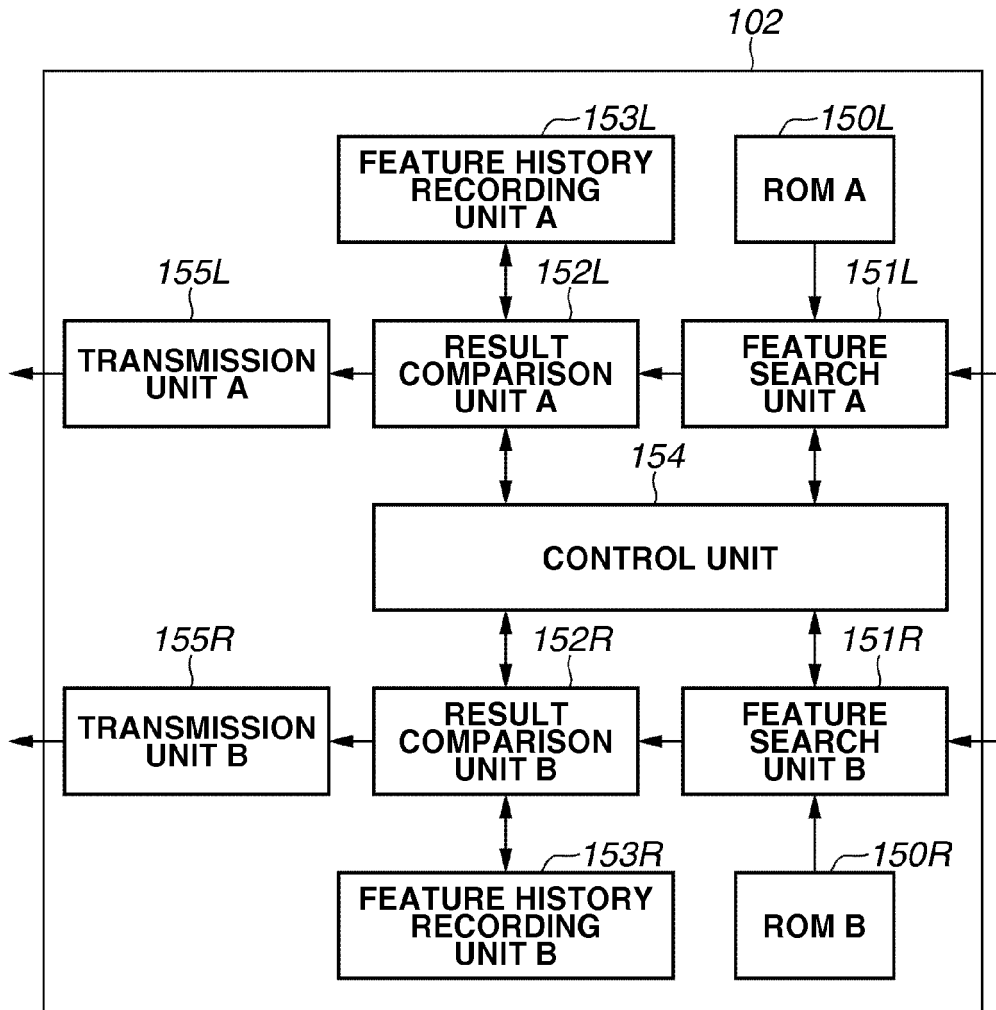 102
153L
150L
FEATURE HISTORY
RECORDING
UNIT A
ROM A
155L
152L
151L
TRANSMISSION
UNIT A
RESULT
COMPARISON
UNIT A
FEATURE
SEARCH
UNIT A
154
CONTROL UNIT
155R
152R
151R
TRANSMISSION
UNIT B
RESULT
COMPARISON
UNIT B
FEATURE
SEARCH
UNIT B
153R
150R
FEATURE HISTORY
RECORDING
UNIT B
ROM B